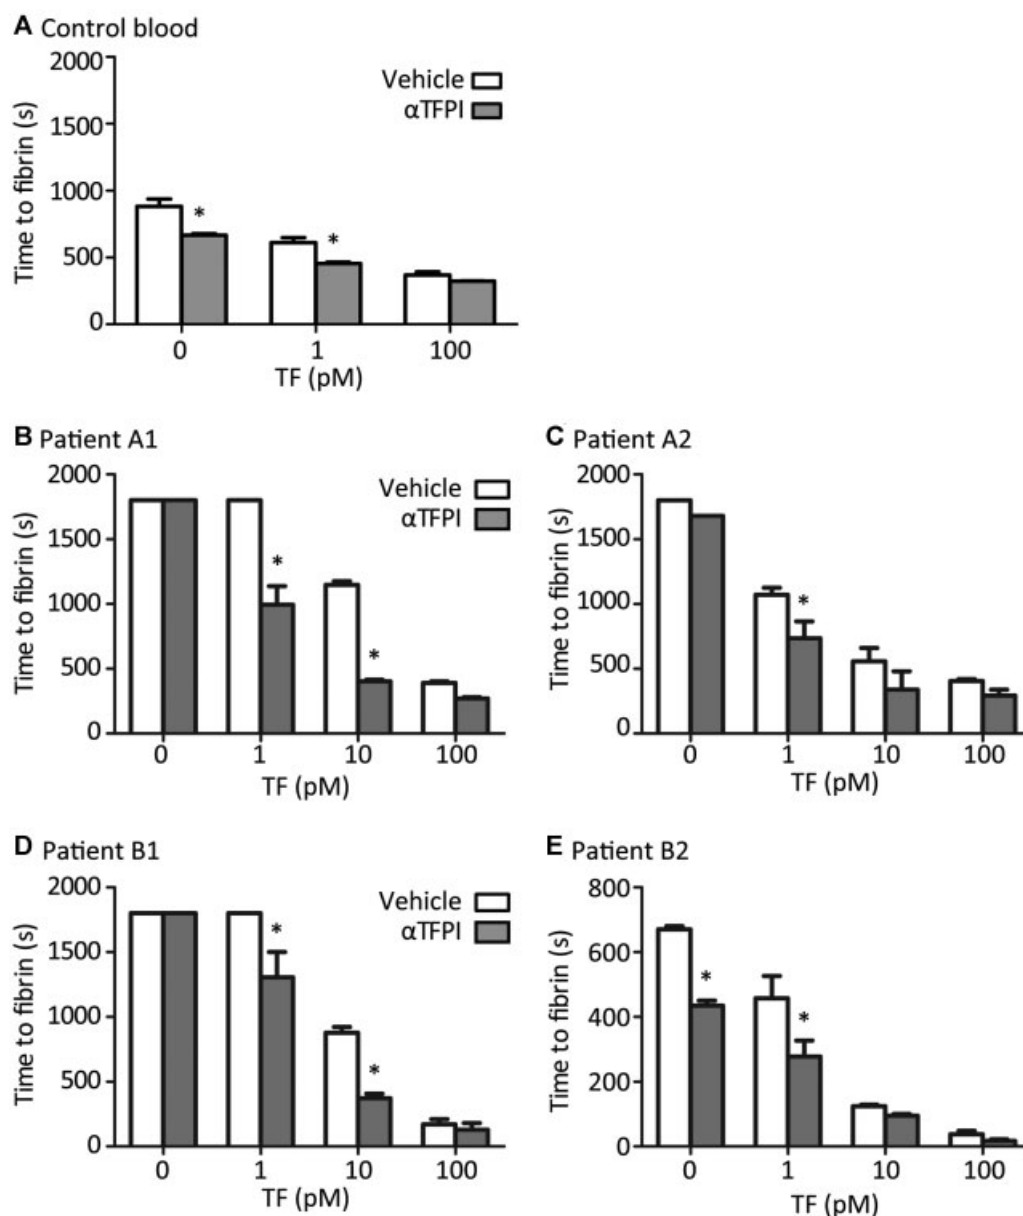 A Control blood
Time to fibrin (s)
2000
1500
1000
500
0
Vehicle
αTFPI
*
*
0 1 100
TF (pM)
B Patient A1
Time to fibrin (s)
2000
1500
1000
500
0
Vehicle
αTFPI
*
*
0 1 10 100
TF (pM)
C Patient A2
Time to fibrin (s)
2000
1500
1000
500
0
*
0 1 10 100
TF (pM)
D Patient B1
Time to fibrin (s)
2000
1500
1000
500
0
Vehicle
αTFPI
*
*
0 1 10 100
TF (pM)
E Patient B2
Time to fibrin (s)
800
600
400
200
0
*
*
0 1 10 100
TF (pM)